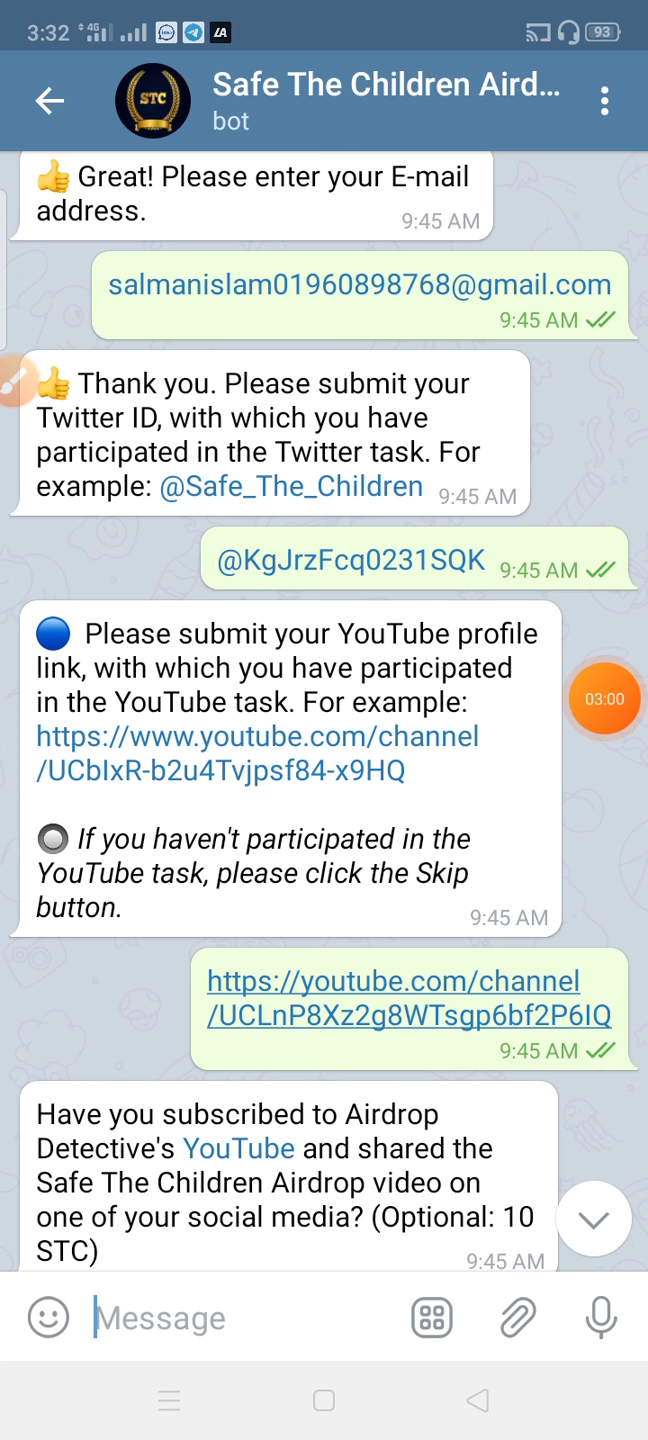 3:32 4G LA 93
STC
Safe The Children Aird...
bot
👍 Great! Please enter your E-mail
address. 9:45 AM
salmanislam01960898768@gmail.com
9:45 AM
👍 Thank you. Please submit your
Twitter ID, with which you have
participated in the Twitter task. For
example: @Safe_The_Children 9:45 AM
@KgJrzFcq0231SQK 9:45 AM
🔵 Please submit your YouTube profile
link, with which you have participated
in the YouTube task. For example:
https://www.youtube.com/channel
/UCbIxR-b2u4Tvjpsf84-x9HQ
03:00
🔘 If you haven't participated in the
YouTube task, please click the Skip
button. 9:45 AM
https://youtube.com/channel
/UCLnP8Xz2g8WTsgp6bf2P6IQ
9:45 AM
Have you subscribed to Airdrop
Detective's YouTube and shared the
Safe The Children Airdrop video on
one of your social media? (Optional: 10
STC) 9:45 AM
Message